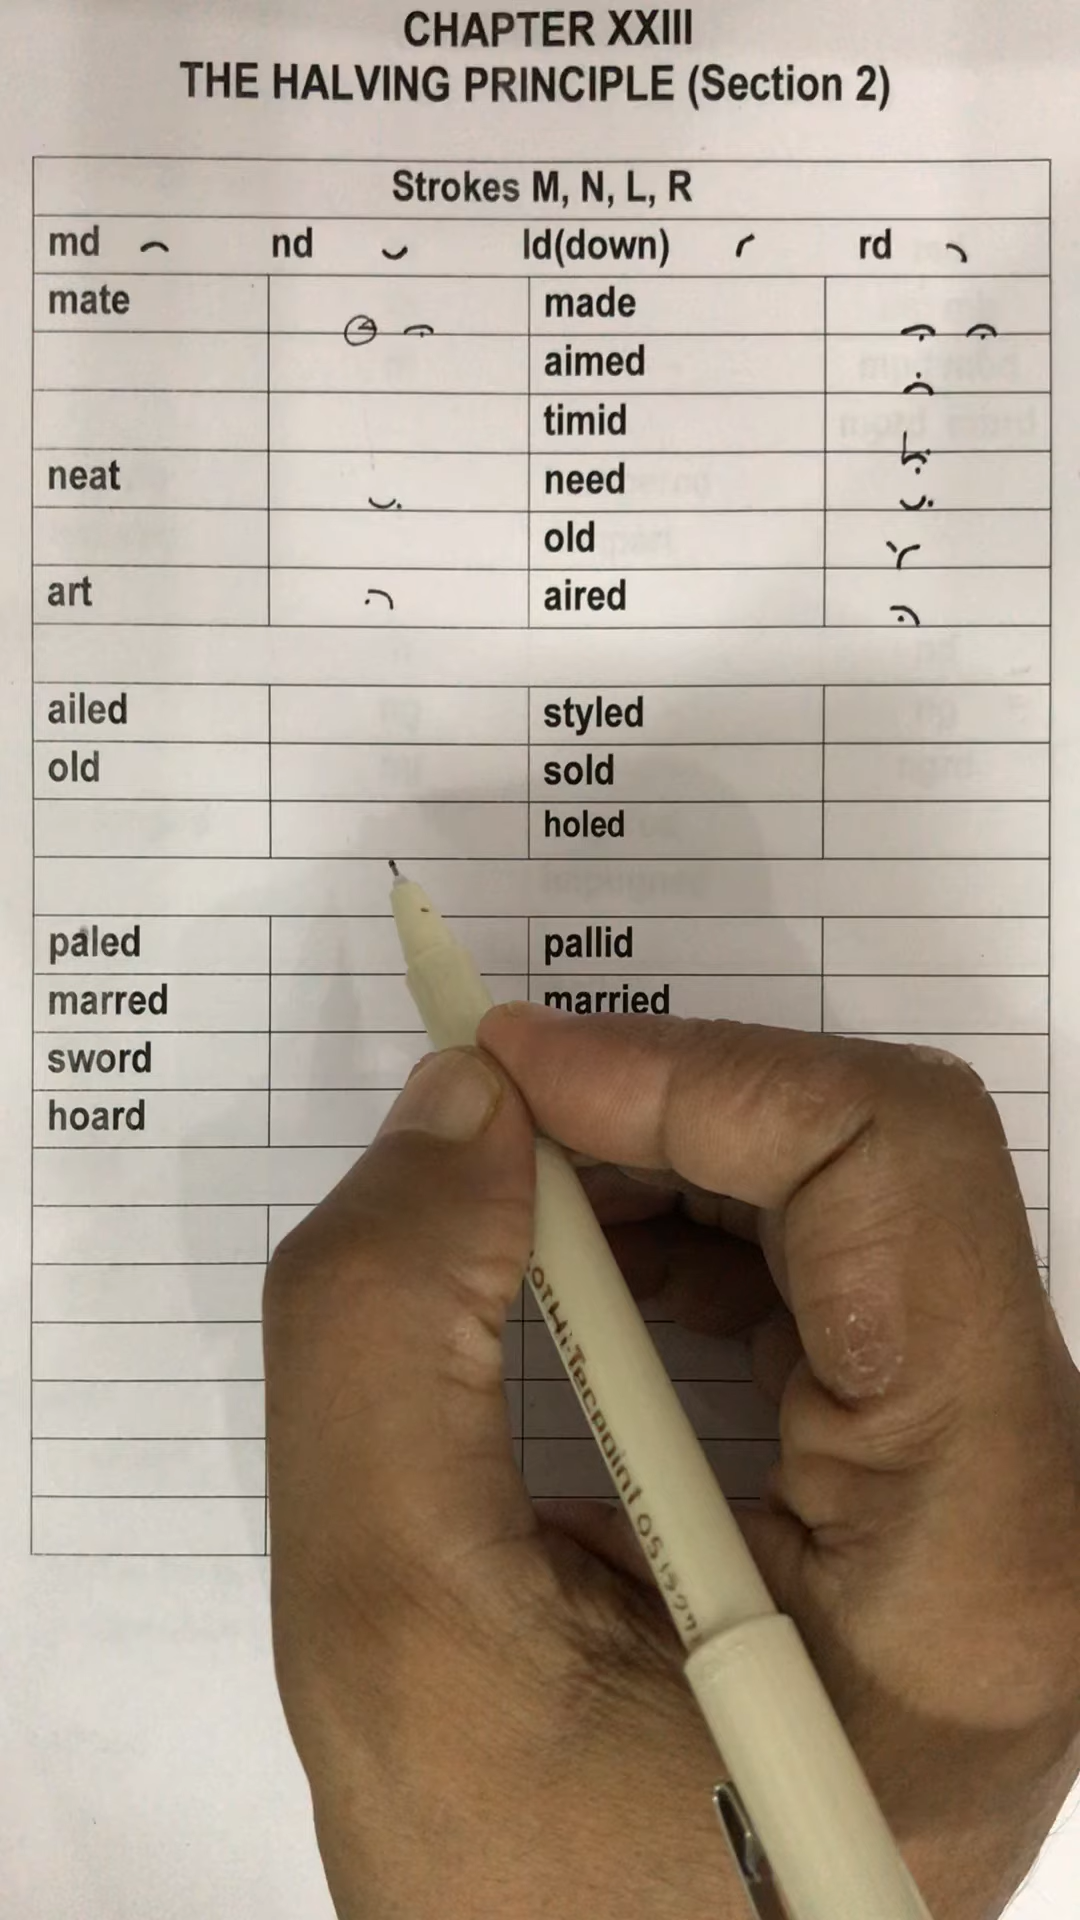 CHAPTER XXIII
THE HALVING PRINCIPLE (Section 2)
Strokes M, N, L, R
md nd ld(down) rd
mate made
aimed
timid
neat need
old
art aired
ailed styled
old sold
holed
paled pallid
marred married
sword
hoard